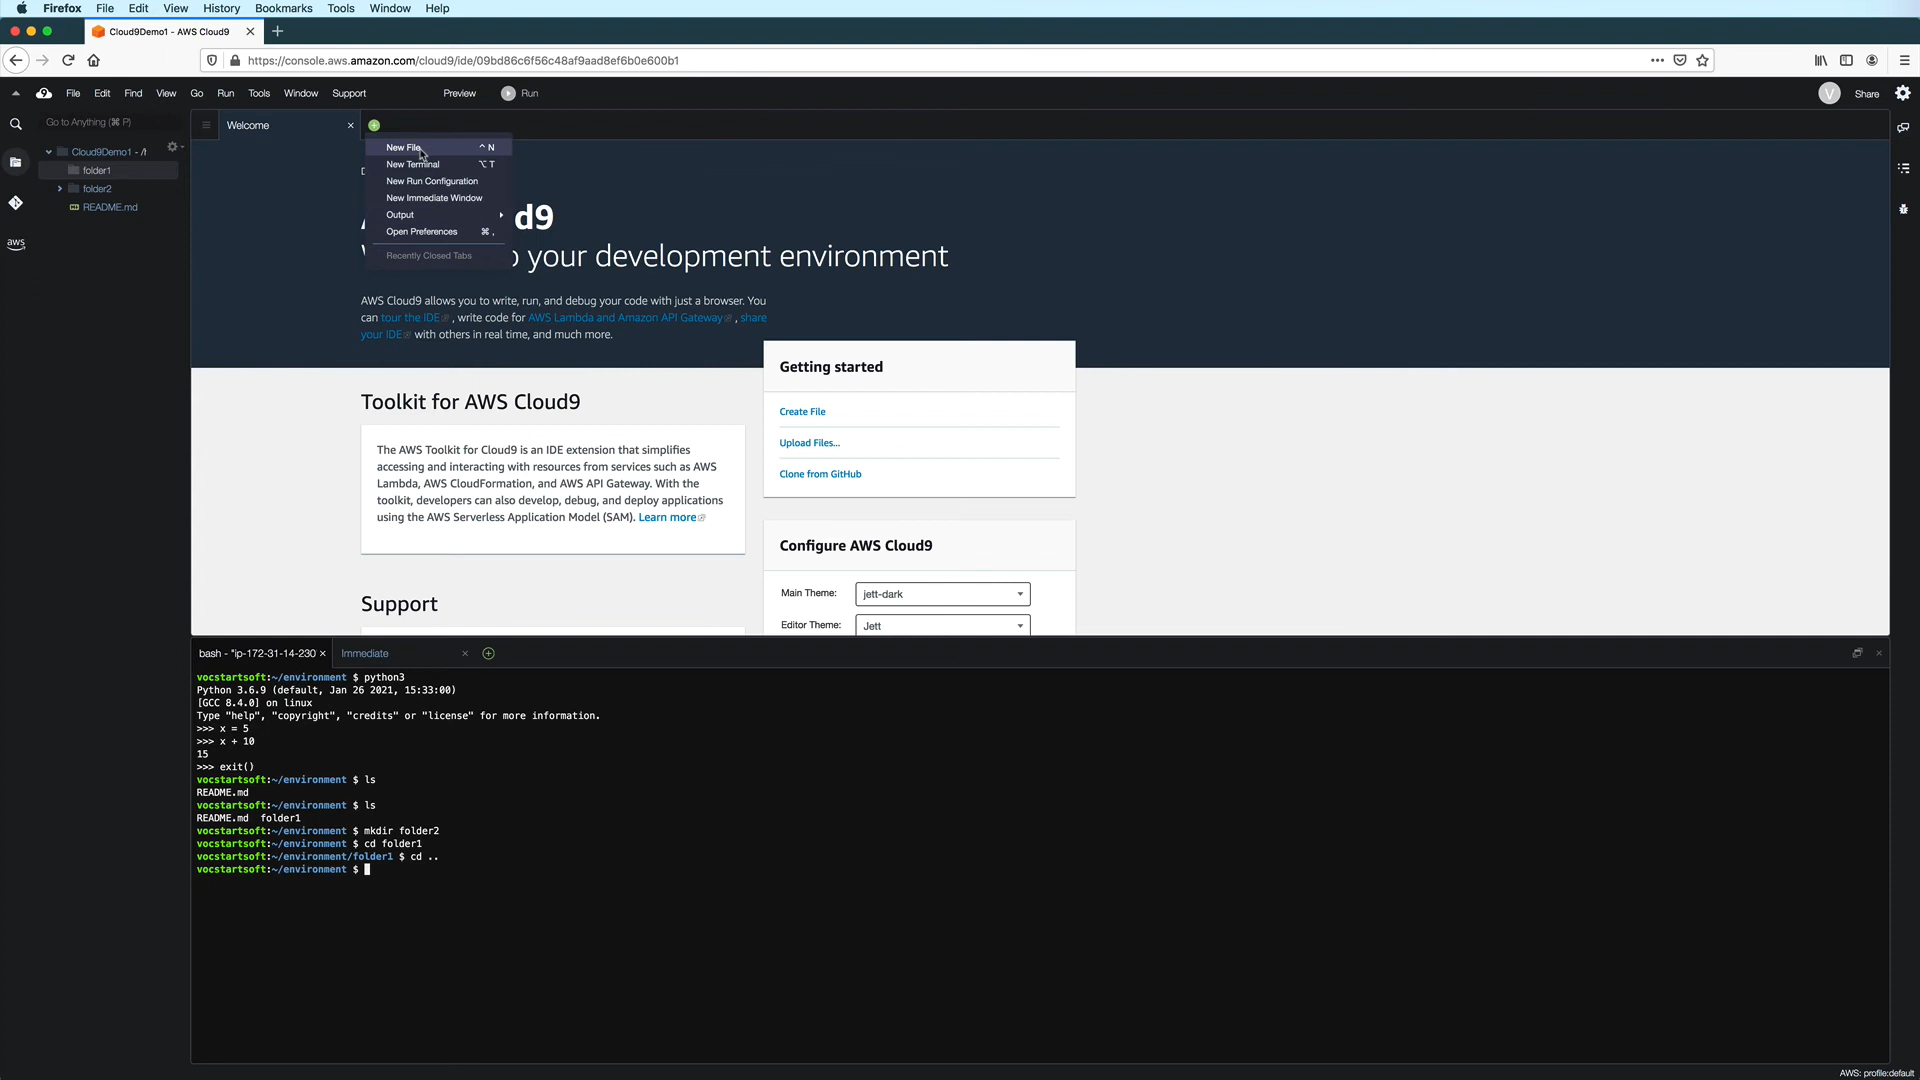 Firefox File Edit View History Bookmarks Tools Window Help
Cloud9Demo1 - AWS Cloud9
https://console.aws.amazon.com/cloud9/ide/09bd86c6f56c48af9aad8ef6b0e600b1
File Edit Find View Go Run Tools Window Support Preview Run
V Share
Go to Anything (⌘ P)
Cloud9Demo1 - /
folder1
folder2
README.md
aws
Welcome
New File ^ N
New Terminal ⌥ T
New Run Configuration
New Immediate Window
Output
Open Preferences ⌘ ,
Recently Closed Tabs
d9
your development environment
AWS Cloud9 allows you to write, run, and debug your code with just a browser. You
can tour the IDE, write code for AWS Lambda and Amazon API Gateway, share
your IDE with others in real time, and much more.
Toolkit for AWS Cloud9
The AWS Toolkit for Cloud9 is an IDE extension that simplifies
accessing and interacting with resources from services such as AWS
Lambda, AWS CloudFormation, and AWS API Gateway. With the
toolkit, developers can also develop, debug, and deploy applications
using the AWS Serverless Application Model (SAM). Learn more
Support
Getting started
Create File
Upload Files...
Clone from GitHub
Configure AWS Cloud9
Main Theme: jett-dark
Editor Theme: Jett
bash - "ip-172-31-14-230
Immediate
vocstartsoft:~/environment $ python3
Python 3.6.9 (default, Jan 26 2021, 15:33:00)
[GCC 8.4.0] on linux
Type "help", "copyright", "credits" or "license" for more information.
>>> x = 5
>>> x + 10
15
>>> exit()
vocstartsoft:~/environment $ ls
README.md
vocstartsoft:~/environment $ ls
README.md folder1
vocstartsoft:~/environment $ mkdir folder2
vocstartsoft:~/environment $ cd folder1
vocstartsoft:~/environment/folder1 $ cd ..
vocstartsoft:~/environment $
AWS: profile:default